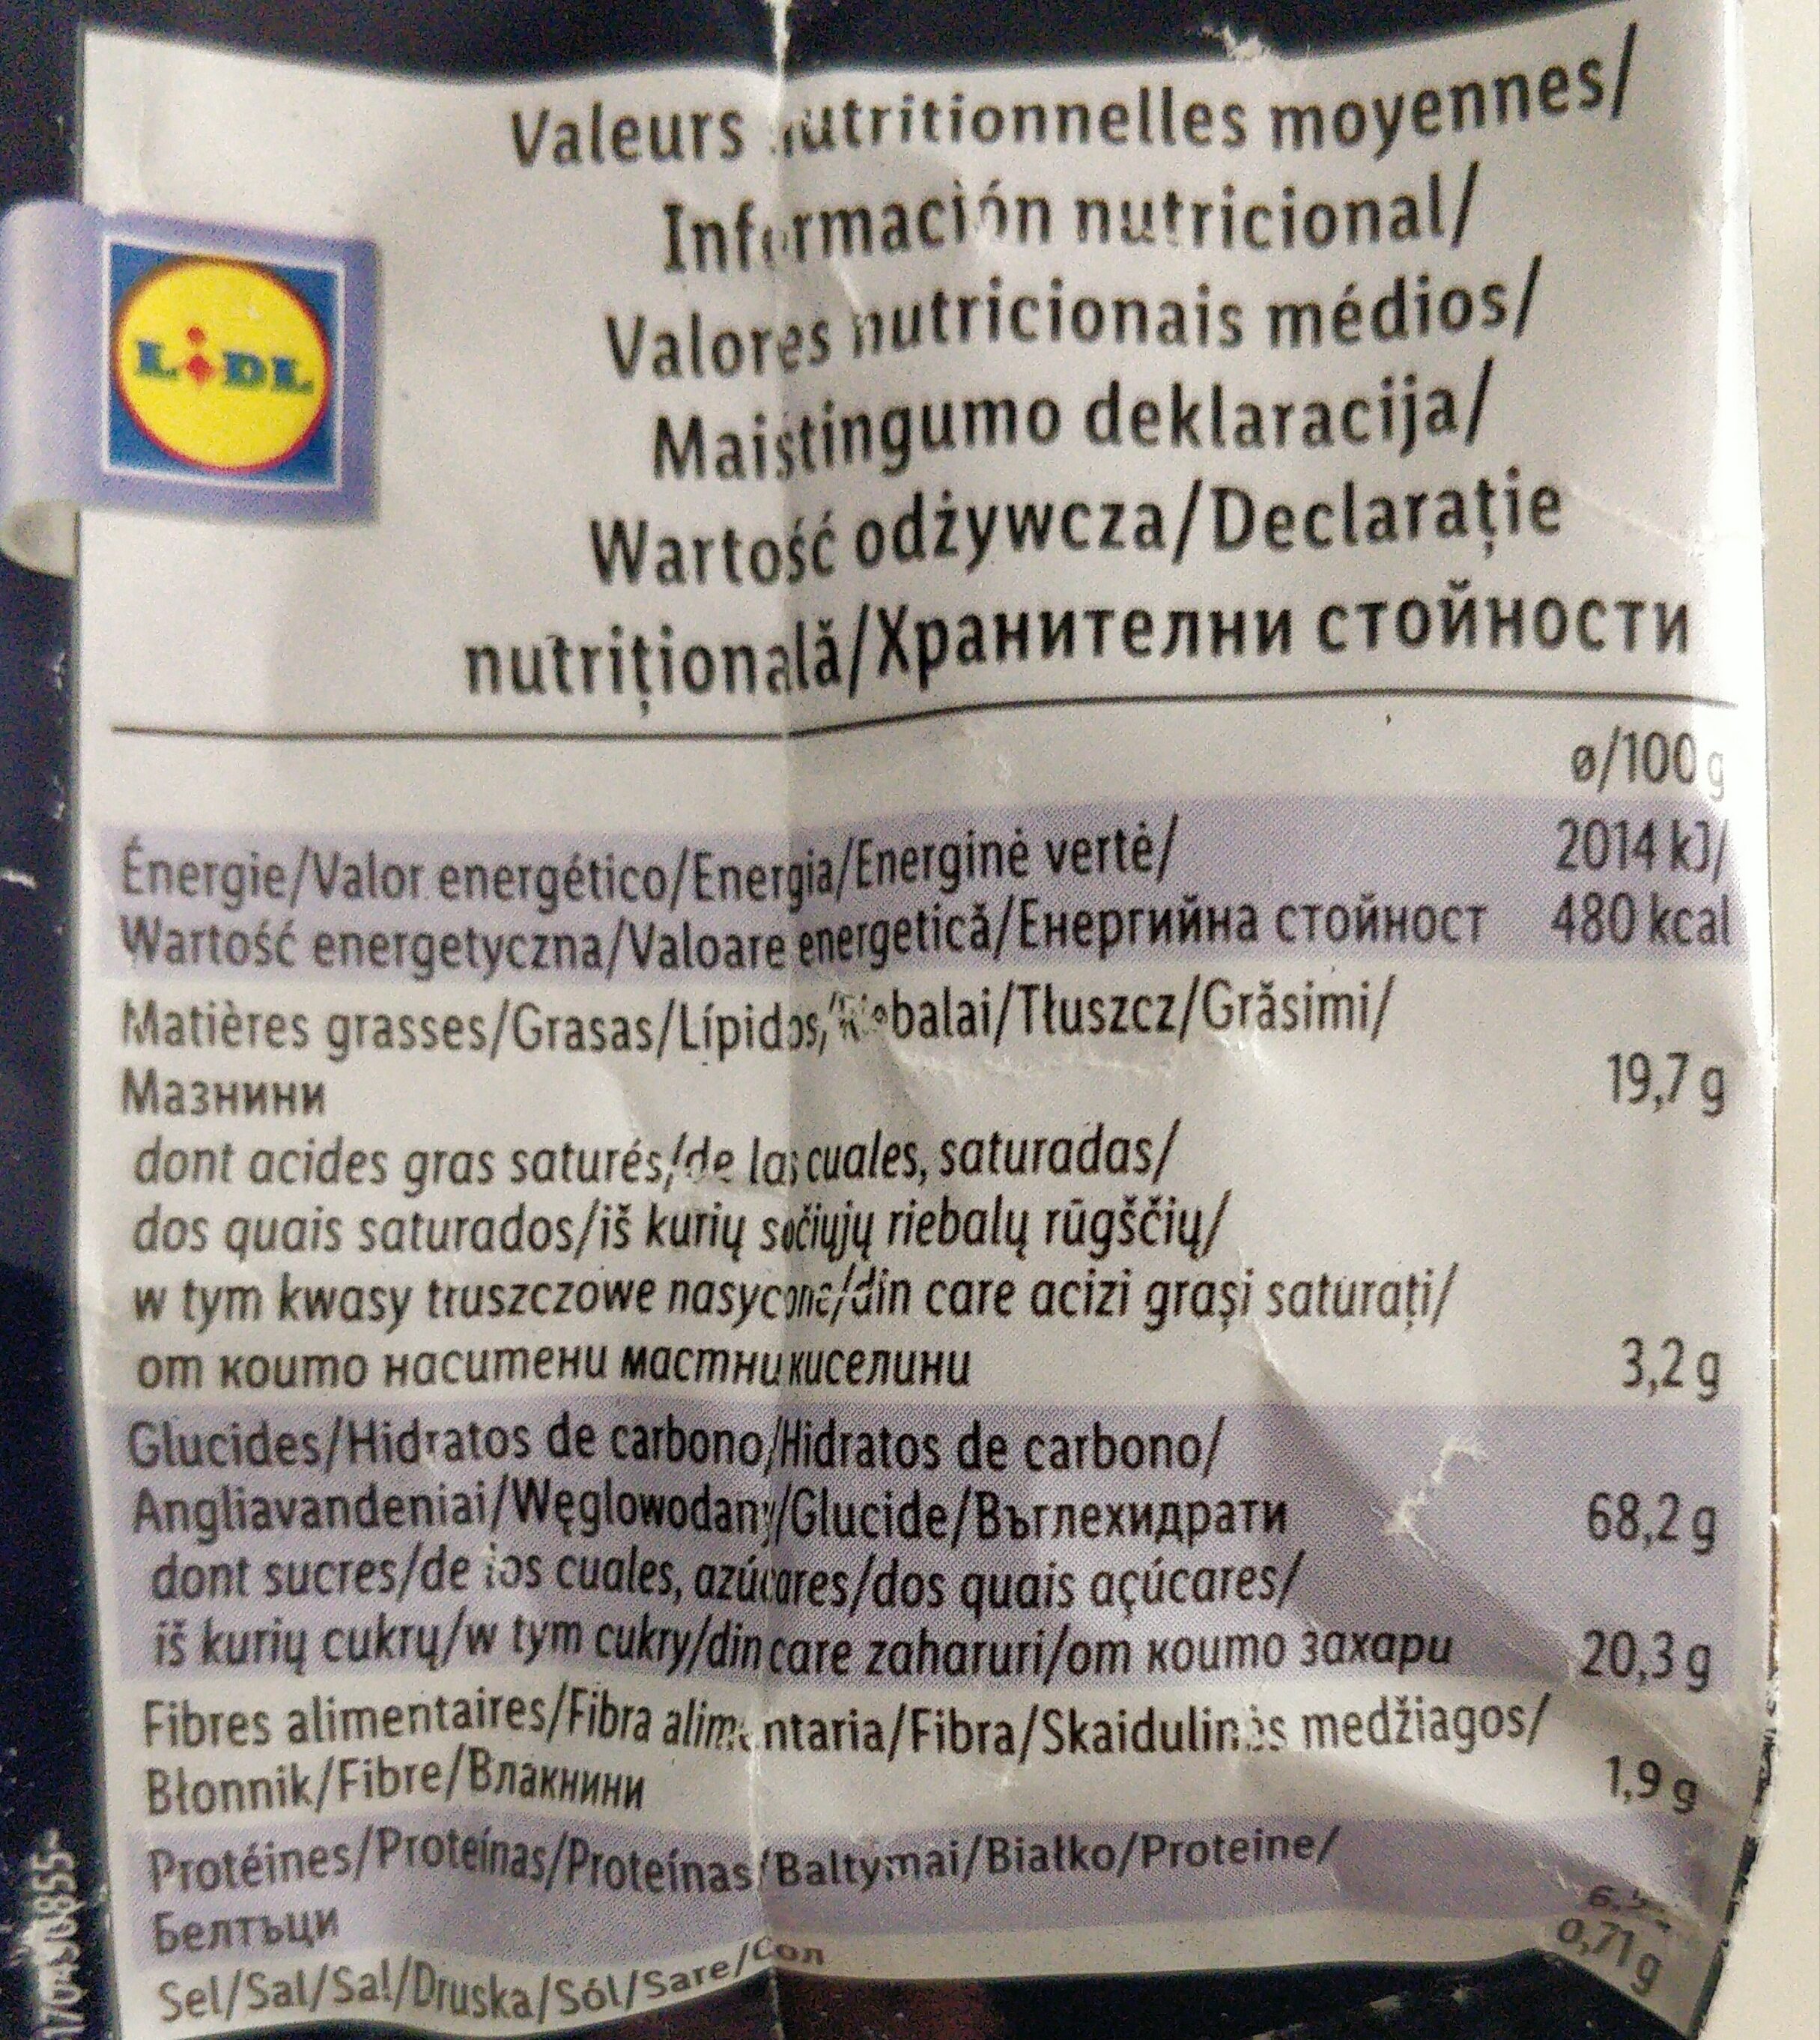 Valeurs nutritionnelles moyennes/
Información nutricional/
LiDL
Valores nutricionais médios/
Maistingumo deklaracija/
Wartość odżywcza/Declarație
nutrițională/Хранителни стойности
ø/100 g
Énergie/Valor energético/Energia/Energinė vertė/ 2014 kJ/
Wartość energetyczna/Valoare energetică/Енергийна стойност 480 kcal
Matières grasses/Grasas/Lípidos/Riebalai/Tłuszcz/Grăsimi/
Мазнини 19,7 g
dont acides gras saturés/de las cuales, saturadas/
dos quais saturados/iš kurių sočiųjų riebalų rūgščių/
w tym kwasy tłuszczowe nasycone/din care acizi grași saturați/
от които наситени мастни киселини 3,2 g
Glucides/Hidratos de carbono/Hidratos de carbono/
Angliavandeniai/Węglowodany/Glucide/Въглехидрати 68,2 g
dont sucres/de los cuales, azúcares/dos quais açúcares/
iš kurių cukrų/w tym cukry/din care zaharuri/от които захари 20,3 g
Fibres alimentaires/Fibra alimentaria/Fibra/Skaidulinės medžiagos/
Błonnik/Fibre/Влакнини 1,9 g
Protéines/Proteínas/Proteínas/Baltymai/Białko/Proteine/
Белтъци
Sel/Sal/Sal/Druska/Sól/Sare/Сол 0,71 g